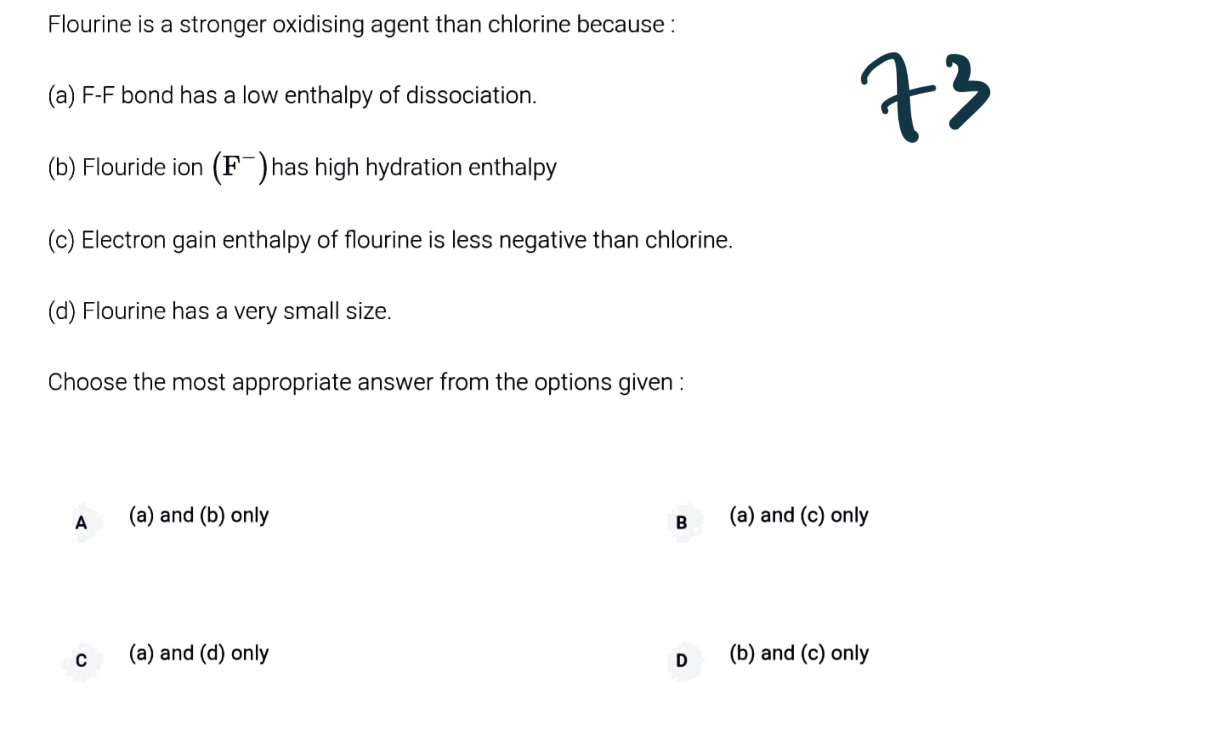 Flourine is a stronger oxidising agent than chlorine because :
73
(a) F-F bond has a low enthalpy of dissociation.
(b) Flouride ion (F⁻) has high hydration enthalpy
(c) Electron gain enthalpy of flourine is less negative than chlorine.
(d) Flourine has a very small size.
Choose the most appropriate answer from the options given :
A (a) and (b) only
B (a) and (c) only
C (a) and (d) only
D (b) and (c) only